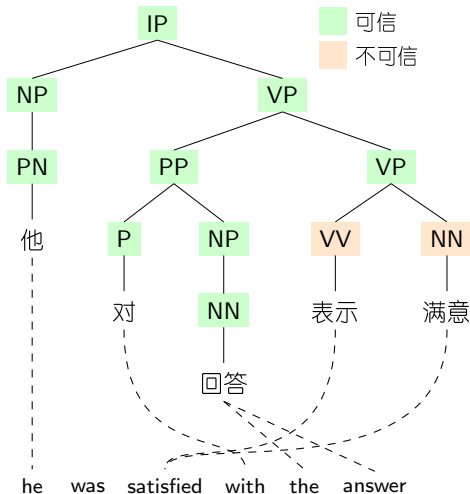 IP
可信
不可信
NP VP
PN PP VP
他 P NP VV NN
对 NN 表示 满意
回答
he was satisfied with the answer